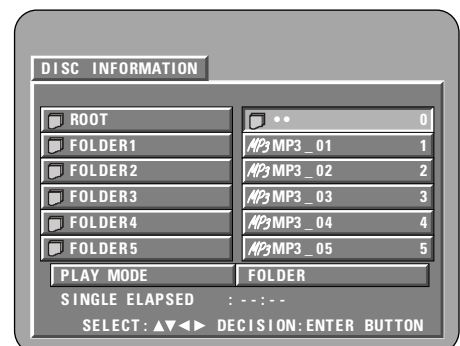 DISC INFORMATION
ROOT •• 0
FOLDER1 MP3 MP3_01 1
FOLDER2 MP3 MP3_02 2
FOLDER3 MP3 MP3_03 3
FOLDER4 MP3 MP3_04 4
FOLDER5 MP3 MP3_05 5
PLAY MODE FOLDER
SINGLE ELAPSED : --:--
SELECT:▲▼◄► DECISION:ENTER BUTTON